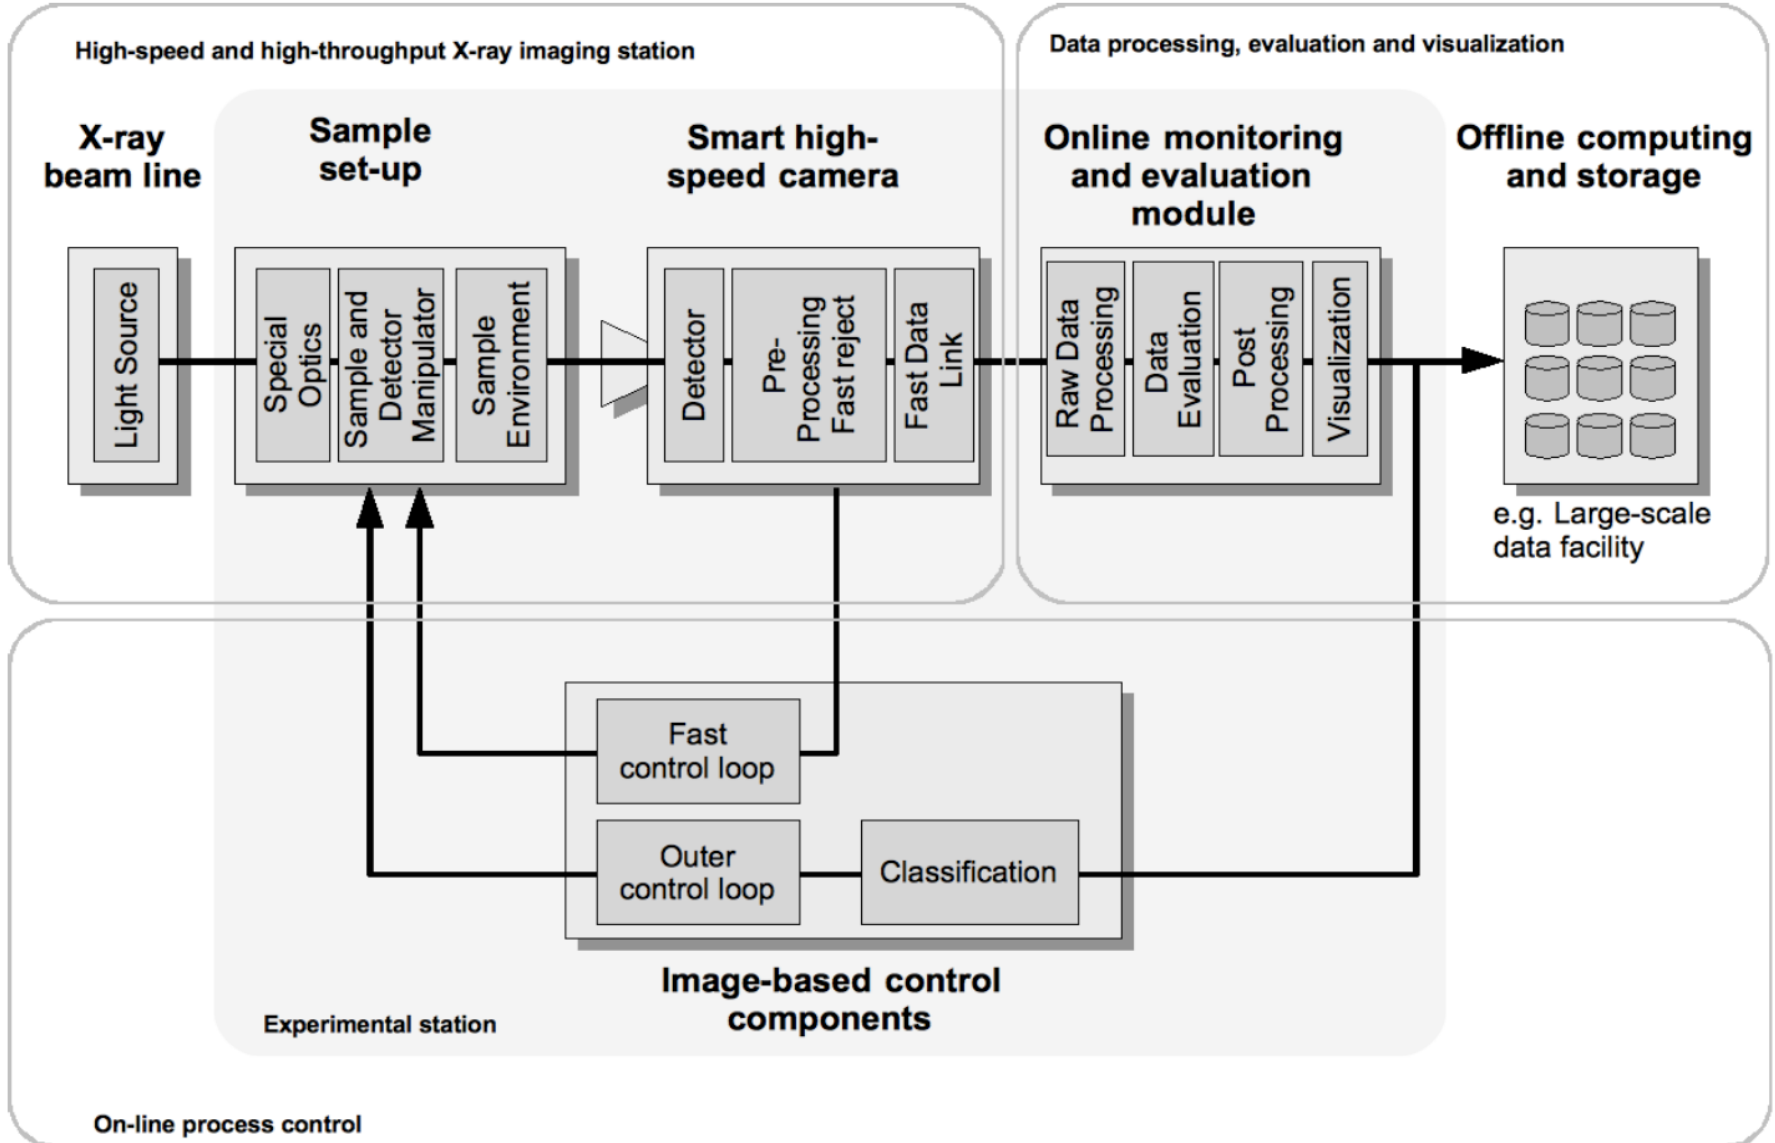 High-speed and high-throughput X-ray imaging station
Data processing, evaluation and visualization
X-ray
beam line
Sample
set-up
Smart high-
speed camera
Online monitoring
and evaluation
module
Offline computing
and storage
Light Source
Special
Optics
Sample and
Detector
Manipulator
Sample
Environment
Detector
Pre-
Processing
Fast reject
Fast Data
Link
Raw Data
Processing
Data
Evaluation
Post
Processing
Visualization
e.g. Large-scale
data facility
Fast
control loop
Outer
control loop
Classification
Image-based control
components
Experimental station
On-line process control